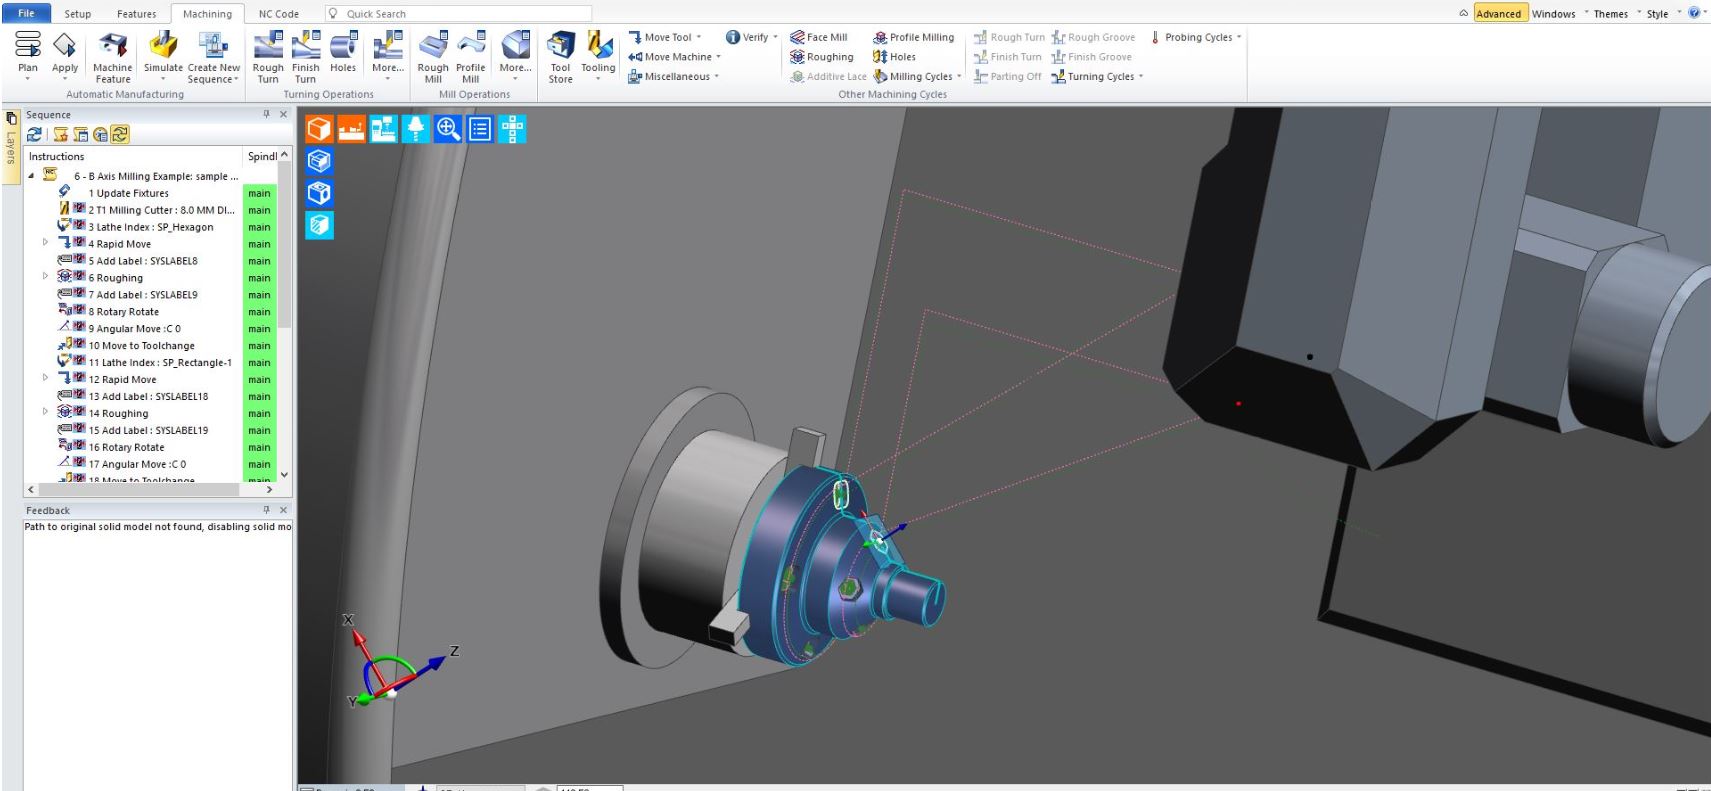 File Setup Features Machining NC Code Quick Search Advanced Windows Themes Style
Plan
Apply
Machine Feature
Simulate
Create New Sequence
Automatic Manufacturing
Rough Turn
Finish Turn
Holes
More...
Turning Operations
Rough Mill
Profile Mill
More...
Mill Operations
Tool Store
Tooling
Move Tool
Move Machine
Miscellaneous
Verify
Face Mill
Roughing
Additive Lace
Profile Milling
Holes
Milling Cycles
Rough Turn
Finish Turn
Parting Off
Rough Groove
Finish Groove
Turning Cycles
Probing Cycles
Other Machining Cycles
Layers
Sequence
Instructions Spindl
6 - B Axis Milling Example: sample ...
1 Update Fixtures main
2 T1 Milling Cutter : 8.0 MM DI... main
3 Lathe Index : SP_Hexagon main
4 Rapid Move main
5 Add Label : SYSLABEL8 main
6 Roughing main
7 Add Label : SYSLABEL9 main
8 Rotary Rotate main
9 Angular Move :C 0 main
10 Move to Toolchange main
11 Lathe Index : SP_Rectangle-1 main
12 Rapid Move main
13 Add Label : SYSLABEL18 main
14 Roughing main
15 Add Label : SYSLABEL19 main
16 Rotary Rotate main
17 Angular Move :C 0 main
18 Move to Toolchange main
Feedback
Path to original solid model not found, disabling solid mo
X
Z
Y